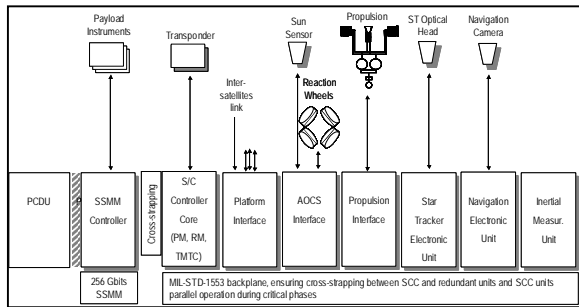 Payload
Instruments
Transponder
Sun
Sensor
Propulsion
ST Optical
Head
Navigation
Camera
Inter-
satellites
link
Reaction
Wheels
PCDU
SSMM
Controller
Cross-strapping
S/C
Controller
Core
(PM, RM,
TMTC)
Platform
Interface
AOCS
Interface
Propulsion
Interface
Star
Tracker
Electronic
Unit
Navigation
Electronic
Unit
Inertial
Measur.
Unit
256 Gbits
SSMM
MIL-STD-1553 backplane, ensuring cross-strapping between SCC and redundant units and SCC units
parallel operation during critical phases